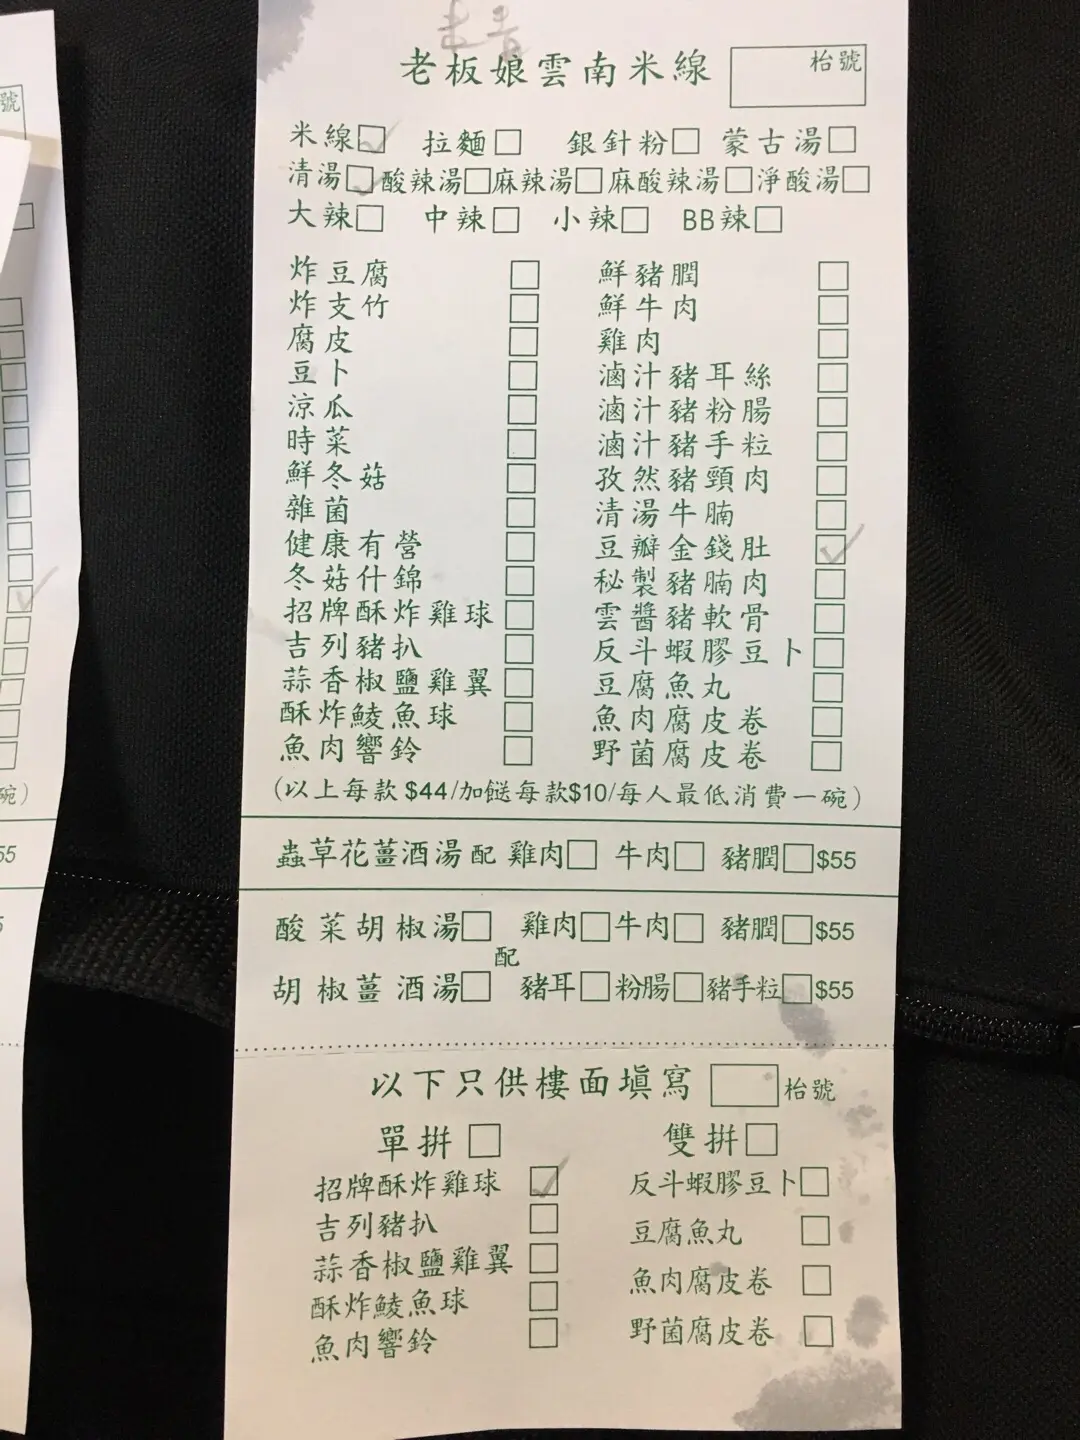 老板娘雲南米線 枱號
米線□ 拉麵□ 銀針粉□ 蒙古湯□
清湯□酸辣湯□麻辣湯□麻酸辣湯□淨酸湯□
大辣□ 中辣□ 小辣□ BB辣□
炸豆腐□ 鮮豬膶□
炸支竹□ 鮮牛肉□
腐皮□ 雞肉□
豆卜□ 滷汁豬耳絲□
涼瓜□ 滷汁豬粉腸□
時菜□ 滷汁豬手粒□
鮮冬菇□ 孜然豬頸肉□
雜菌□ 清湯牛腩□
健康有營□ 豆瓣金錢肚□
冬菇什錦□ 秘製豬腩肉□
招牌酥炸雞球□ 雲醬豬軟骨□
吉列豬扒□ 反斗蝦膠豆卜□
蒜香椒鹽雞翼□ 豆腐魚丸□
酥炸鯪魚球□ 魚肉腐皮卷□
魚肉響鈴□ 野菌腐皮卷□
(以上每款$44/加餸每款$10/每人最低消費一碗)
蟲草花薑酒湯配雞肉□ 牛肉□ 豬膶□$55
酸菜胡椒湯□ 雞肉□牛肉□ 豬膶□$55
配
胡椒薑酒湯□ 豬耳□粉腸□豬手粒□$55
以下只供樓面填寫 枱號
單拼□ 雙拼□
招牌酥炸雞球□ 反斗蝦膠豆卜□
吉列豬扒□ 豆腐魚丸□
蒜香椒鹽雞翼□ 魚肉腐皮卷□
酥炸鯪魚球□ 野菌腐皮卷□
魚肉響鈴□
號
碗)
55